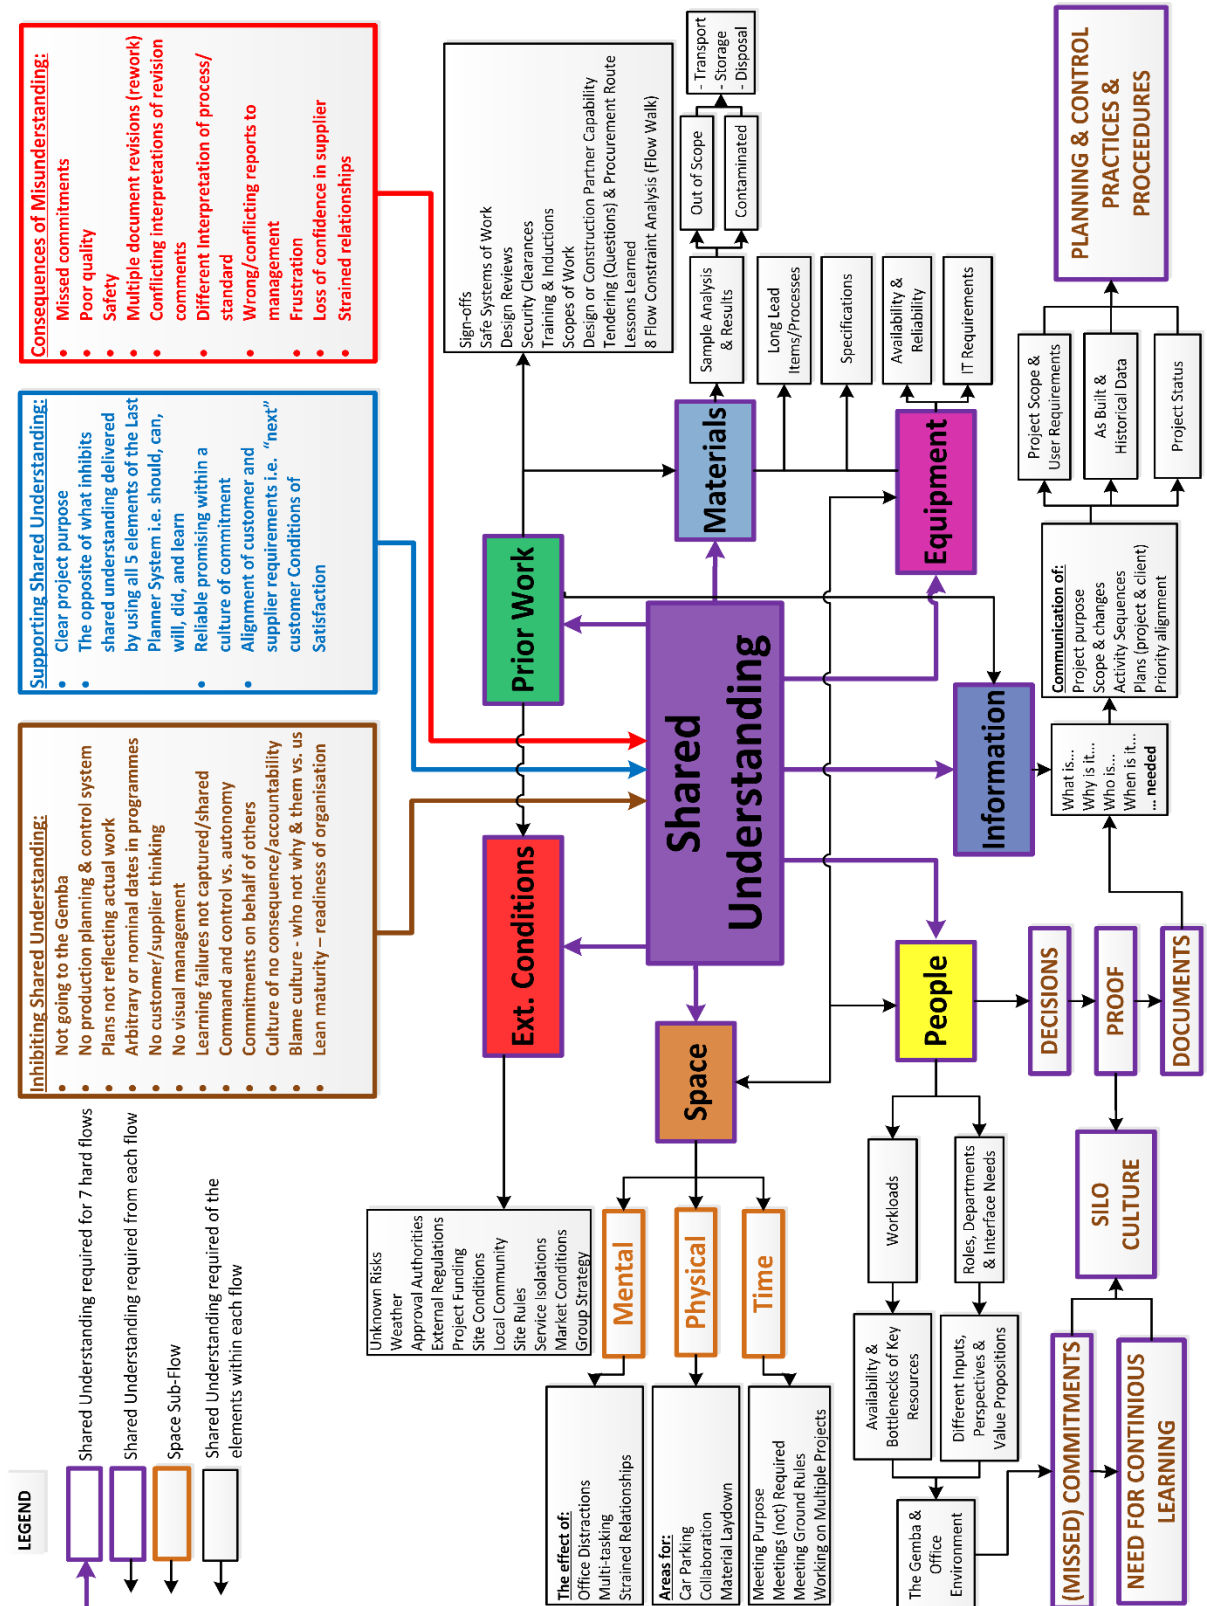 LEGEND
Shared Understanding required for 7 hard flows
Shared Understanding required from each flow
Space Sub-Flow
Shared Understanding required of the
elements within each flow
Inhibiting Shared Understanding:
• Not going to the Gemba
• No production planning & control system
• Plans not reflecting actual work
• Arbitrary or nominal dates in programmes
• No customer/supplier thinking
• No visual management
• Learning failures not captured/shared
• Command and control vs. autonomy
• Commitments on behalf of others
• Culture of no consequence/accountability
• Blame culture - who not why & them vs. us
• Lean maturity – readiness of organisation
Supporting Shared Understanding:
• Clear project purpose
• The opposite of what inhibits
shared understanding delivered
by using all 5 elements of the Last
Planner System i.e. should, can,
will, did, and learn
• Reliable promising within a
culture of commitment
• Alignment of customer and
supplier requirements i.e. “next”
customer Conditions of
Satisfaction
Consequences of Misunderstanding:
• Missed commitments
• Poor quality
• Safety
• Multiple document revisions (rework)
• Conflicting interpretations of revision
comments
• Different Interpretation of process/
standard
• Wrong/conflicting reports to
management
• Frustration
• Loss of confidence in supplier
• Strained relationships
Unknown Risks
Weather
Approval Authorities
External Regulations
Project Funding
Site Conditions
Local Community
Site Rules
Service Isolations
Market Conditions
Group Strategy
Ext. Conditions
Prior Work
Sign-offs
Safe Systems of Work
Design Reviews
Security Clearances
Training & Inductions
Scopes of Work
Design or Construction Partner Capability
Tendering (Questions) & Procurement Route
Lessons Learned
8 Flow Constraint Analysis (Flow Walk)
The effect of:
Office Distractions
Multi-tasking
Strained Relationships
Mental
Areas for:
Car Parking
Collaboration
Material Laydown
Physical
Meeting Purpose
Meetings (not) Required
Meeting Ground Rules
Working on Multiple Projects
Time
Space
Shared
Understanding
Materials
Sample Analysis
& Results
Out of Scope
Contaminated
- Transport
- Storage
- Disposal
Long Lead
Items/Processes
Specifications
Equipment
Availability &
Reliability
IT Requirements
People
Workloads
Availability &
Bottlenecks of Key
Resources
Roles, Departments
& Interface Needs
Different Inputs,
Perspectives &
Value Propositions
The Gemba &
Office
Environment
Information
What is...
Why is it...
Who is...
When is it...
... needed
Communication of:
Project purpose
Scope & changes
Activity Sequences
Plans (project & client)
Priority alignment
Project Scope &
User Requirements
As Built &
Historical Data
Project Status
PLANNING & CONTROL
PRACTICES &
PROCEEDURES
DECISIONS
PROOF
DOCUMENTS
(MISSED) COMMITMENTS
NEED FOR CONTINIOUS
LEARNING
SILO
CULTURE